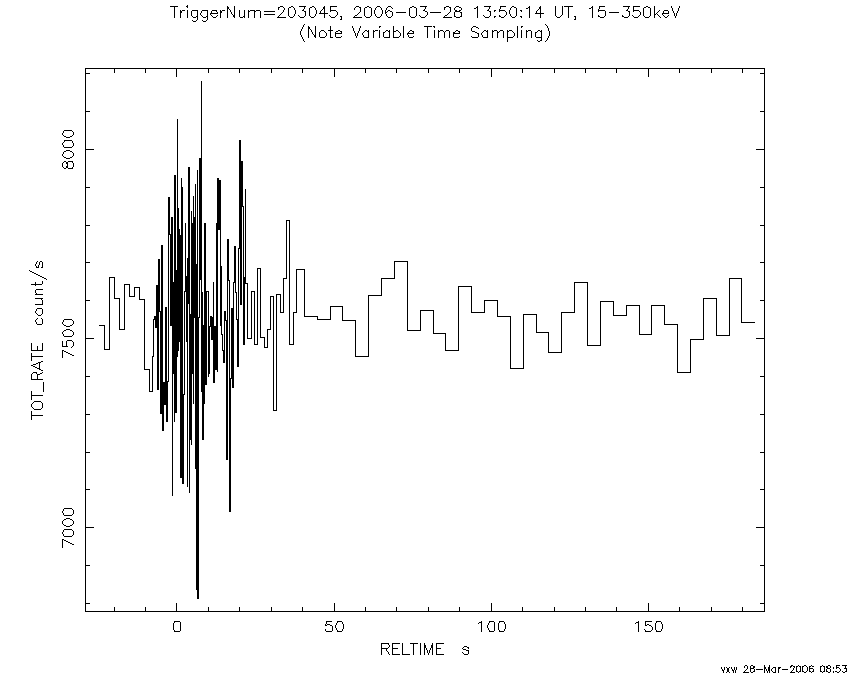 TriggerNum=203045, 2006-03-28 13:50:14 UT, 15-350keV
(Note Variable Time Sampling)
8000
7500
7000
TOT_RATE count/s
0 50 100 150
RELTIME s
vxw 28-Mar-2006 08:53